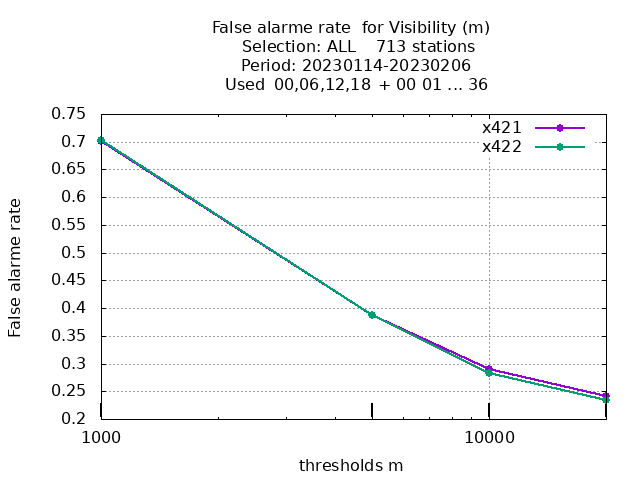 False alarme rate for Visibility (m)
Selection: ALL 713 stations
Period: 20230114-20230206
Used 00,06,12,18 + 00 01 ... 36
x421
x422
0.75
0.7
0.65
0.6
0.55
0.5
0.45
0.4
0.35
0.3
0.25
0.2
False alarme rate
1000
10000
thresholds m